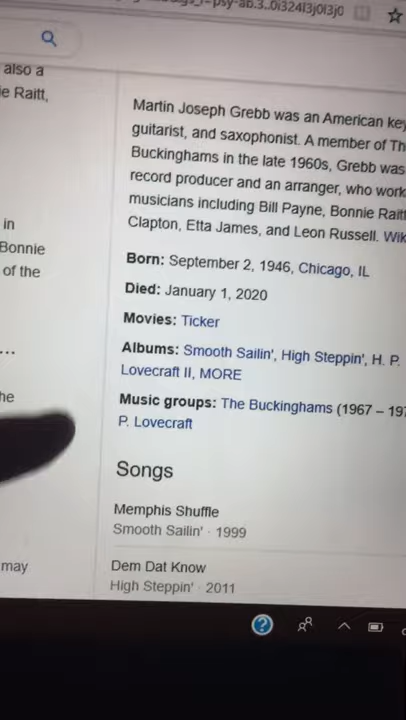 also a
ie Raitt,
in
Bonnie
of the
...
he
may
Martin Joseph Grebb was an American key
guitarist, and saxophonist. A member of Th
Buckinghams in the late 1960s, Grebb was
record producer and an arranger, who work
musicians including Bill Payne, Bonnie Rait
Clapton, Etta James, and Leon Russell. Wik
Born: September 2, 1946, Chicago, IL
Died: January 1, 2020
Movies: Ticker
Albums: Smooth Sailin', High Steppin', H. P.
Lovecraft II, MORE
Music groups: The Buckinghams (1967 – 197
P. Lovecraft
Songs
Memphis Shuffle
Smooth Sailin' · 1999
Dem Dat Know
High Steppin' · 2011